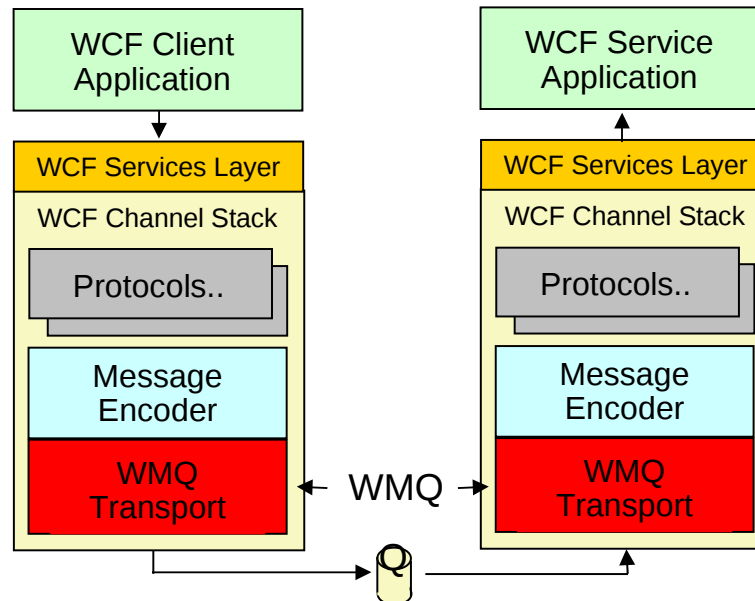 WCF Client
Application
WCF Services Layer
WCF Channel Stack
Protocols..
Message
Encoder
WMQ
Transport
WCF Service
Application
WCF Services Layer
WCF Channel Stack
Protocols..
Message
Encoder
WMQ
Transport
WMQ
Q